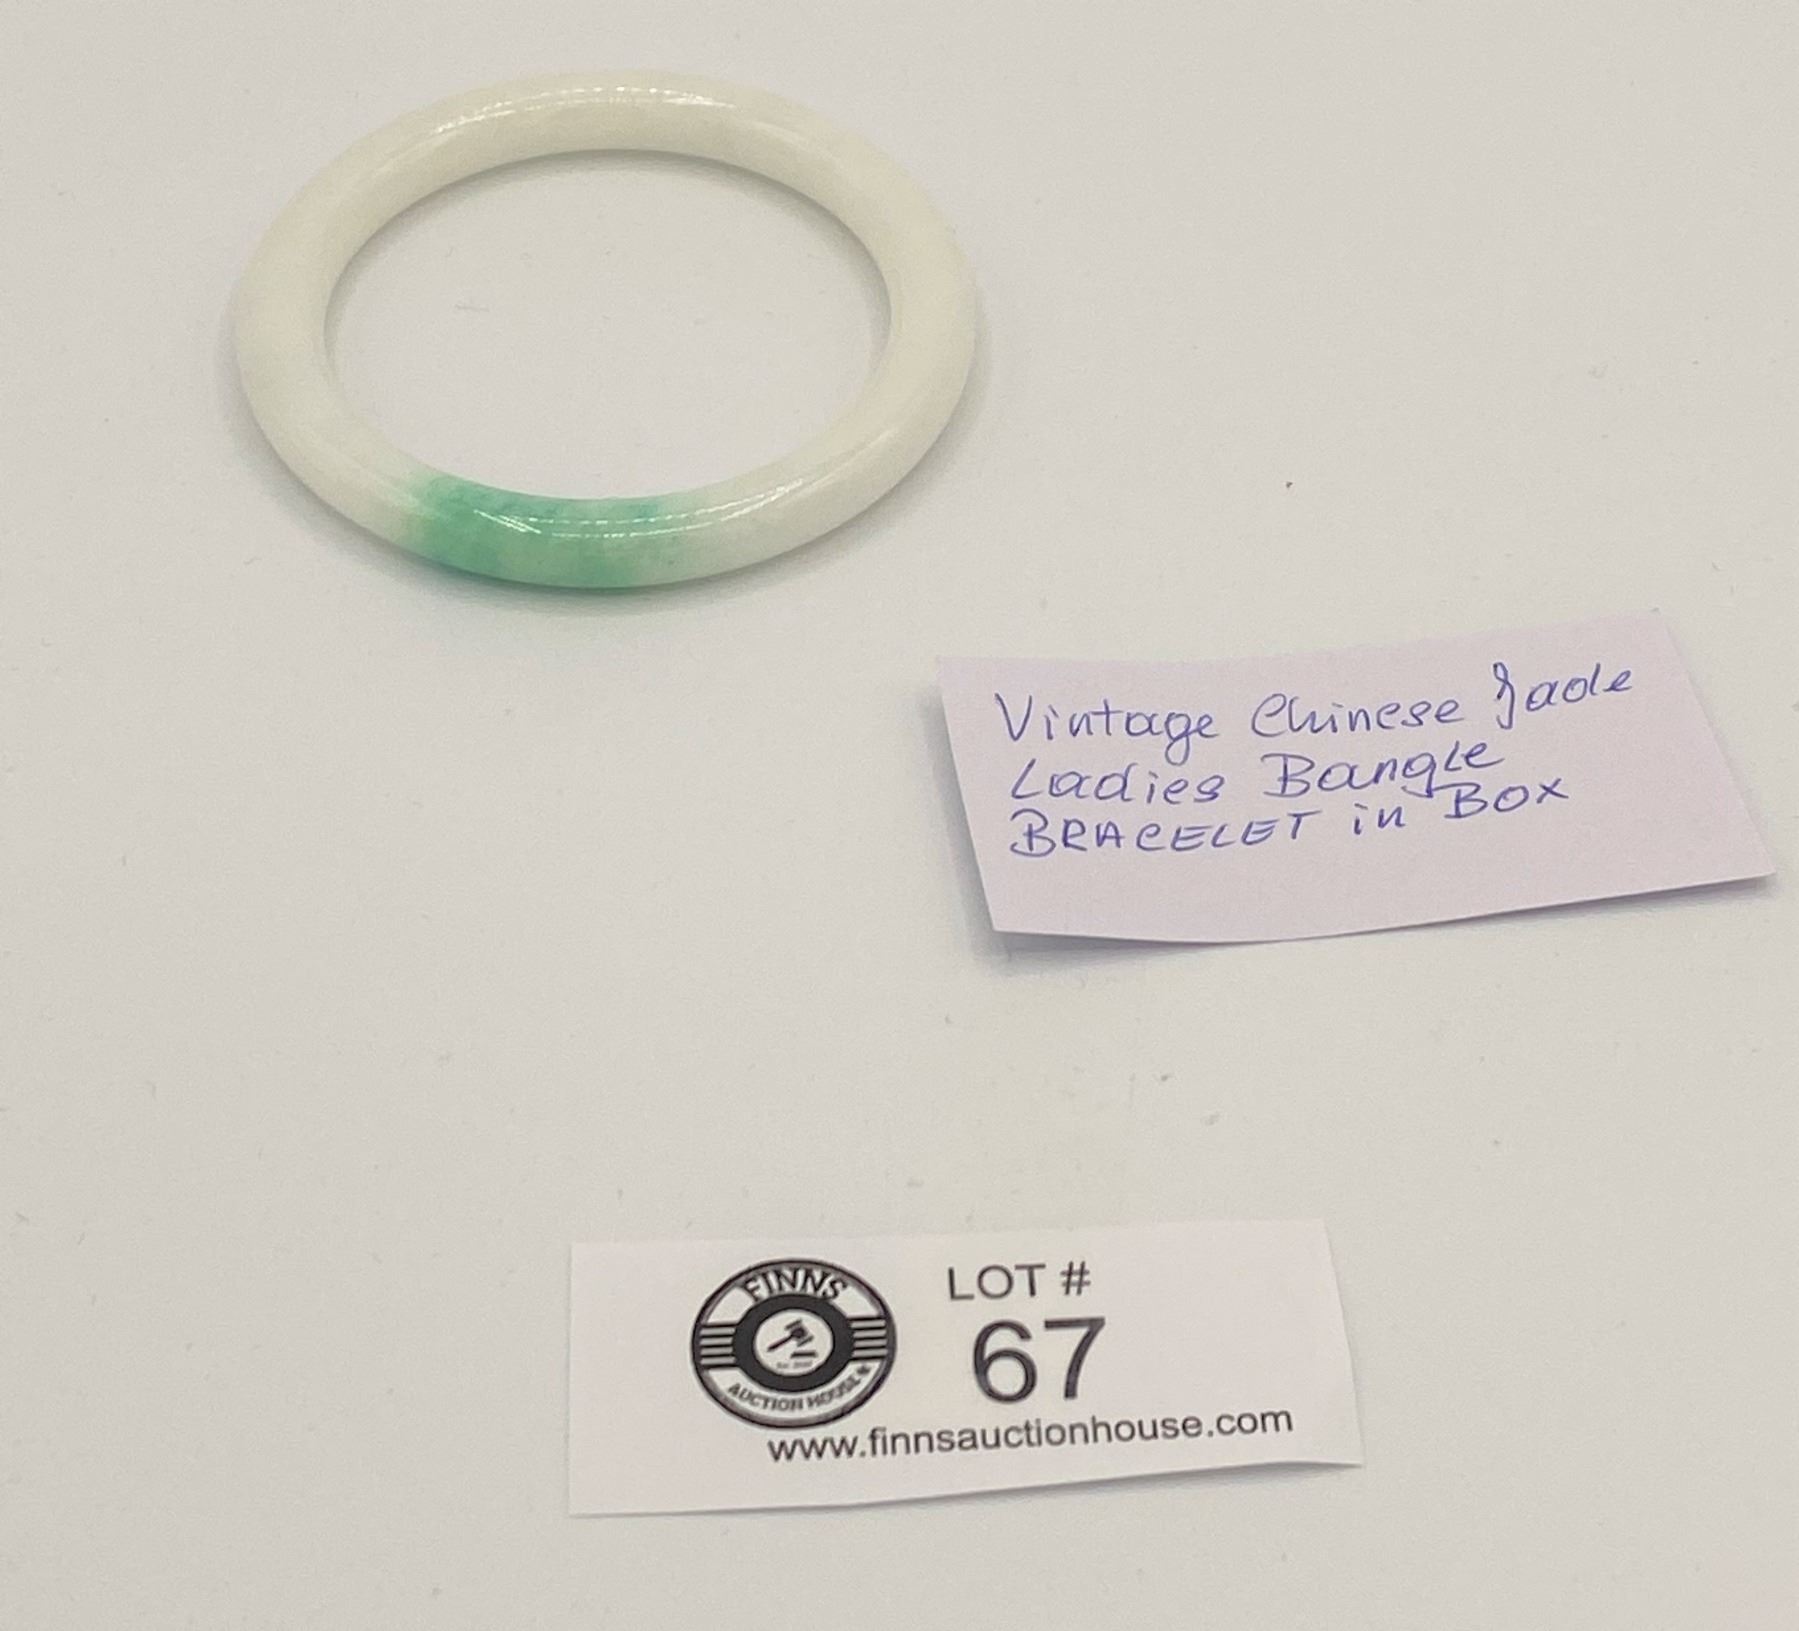 Vintage Chinese Jade
Ladies Bangle
BRACELET in BOX
FINNS
AUCTION HOUSE
LOT #
67
www.finnsauctionhouse.com